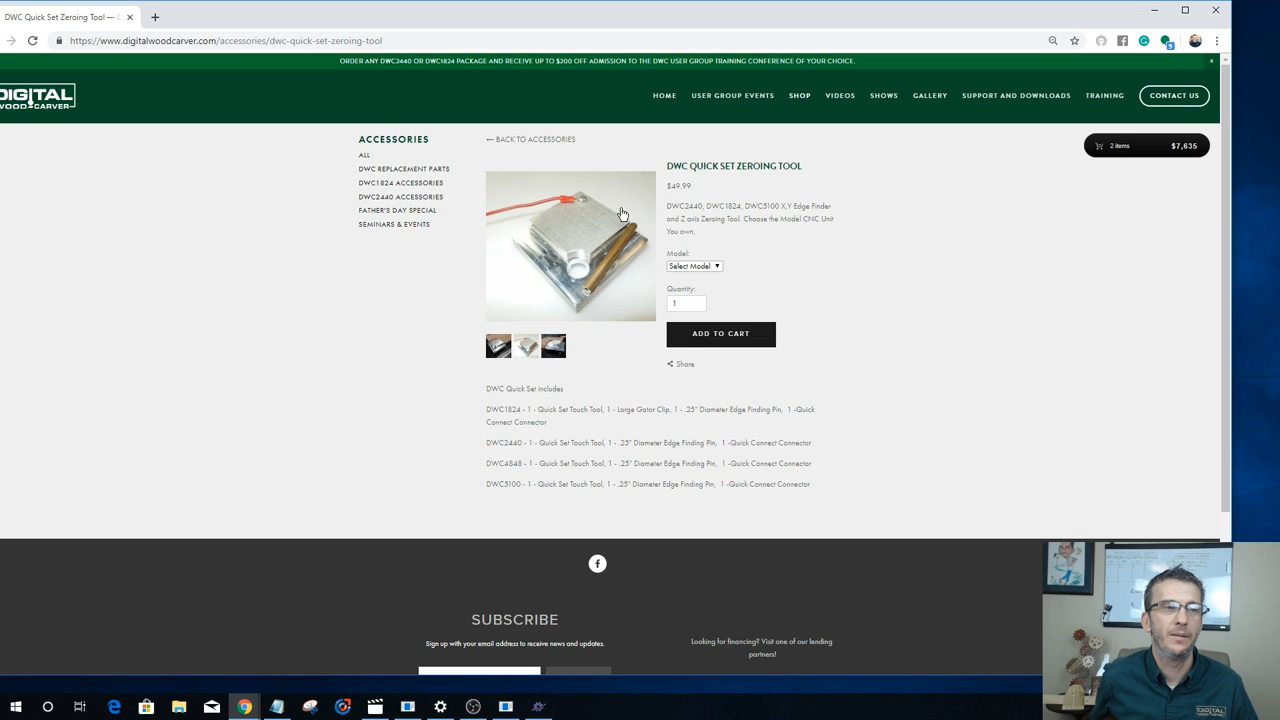 DWC Quick Set Zeroing Tool —
https://www.digitalwoodcarver.com/accessories/dwc-quick-set-zeroing-tool
ORDER ANY DWC2440 OR DWC1824 PACKAGE AND RECEIVE UP TO $200 OFF ADMISSION TO THE DWC USER GROUP TRAINING CONFERENCE OF YOUR CHOICE.
x
DIGITAL
WOOD CARVER
HOME USER GROUP EVENTS SHOP VIDEOS SHOWS GALLERY SUPPORT AND DOWNLOADS TRAINING CONTACT US
2 items $7,635
ACCESSORIES
ALL
DWC REPLACEMENT PARTS
DWC1824 ACCESSORIES
DWC2440 ACCESSORIES
FATHER'S DAY SPECIAL
SEMINARS & EVENTS
← BACK TO ACCESSORIES
DWC QUICK SET ZEROING TOOL
$49.99
DWC2440, DWC1824, DWC5100 X,Y Edge Finder
and Z axis Zeroing Tool. Choose the Model CNC Unit
You own.
Model:
Select Model
Quantity:
1
ADD TO CART
Share
DWC Quick Set includes
DWC1824 - 1 - Quick Set Touch Tool, 1 - Large Gator Clip, 1 - .25" Diameter Edge Finding Pin, 1 -Quick
Connect Connector
DWC2440 - 1 - Quick Set Touch Tool, 1 - .25" Diameter Edge Finding Pin, 1 -Quick Connect Connector
DWC4848 - 1 - Quick Set Touch Tool, 1 - .25" Diameter Edge Finding Pin, 1 -Quick Connect Connector
DWC5100 - 1 - Quick Set Touch Tool, 1 - .25" Diameter Edge Finding Pin, 1 -Quick Connect Connector
SUBSCRIBE
Sign up with your email address to receive news and updates.
Looking for financing? Visit one of our lending
partners!
DIGITAL